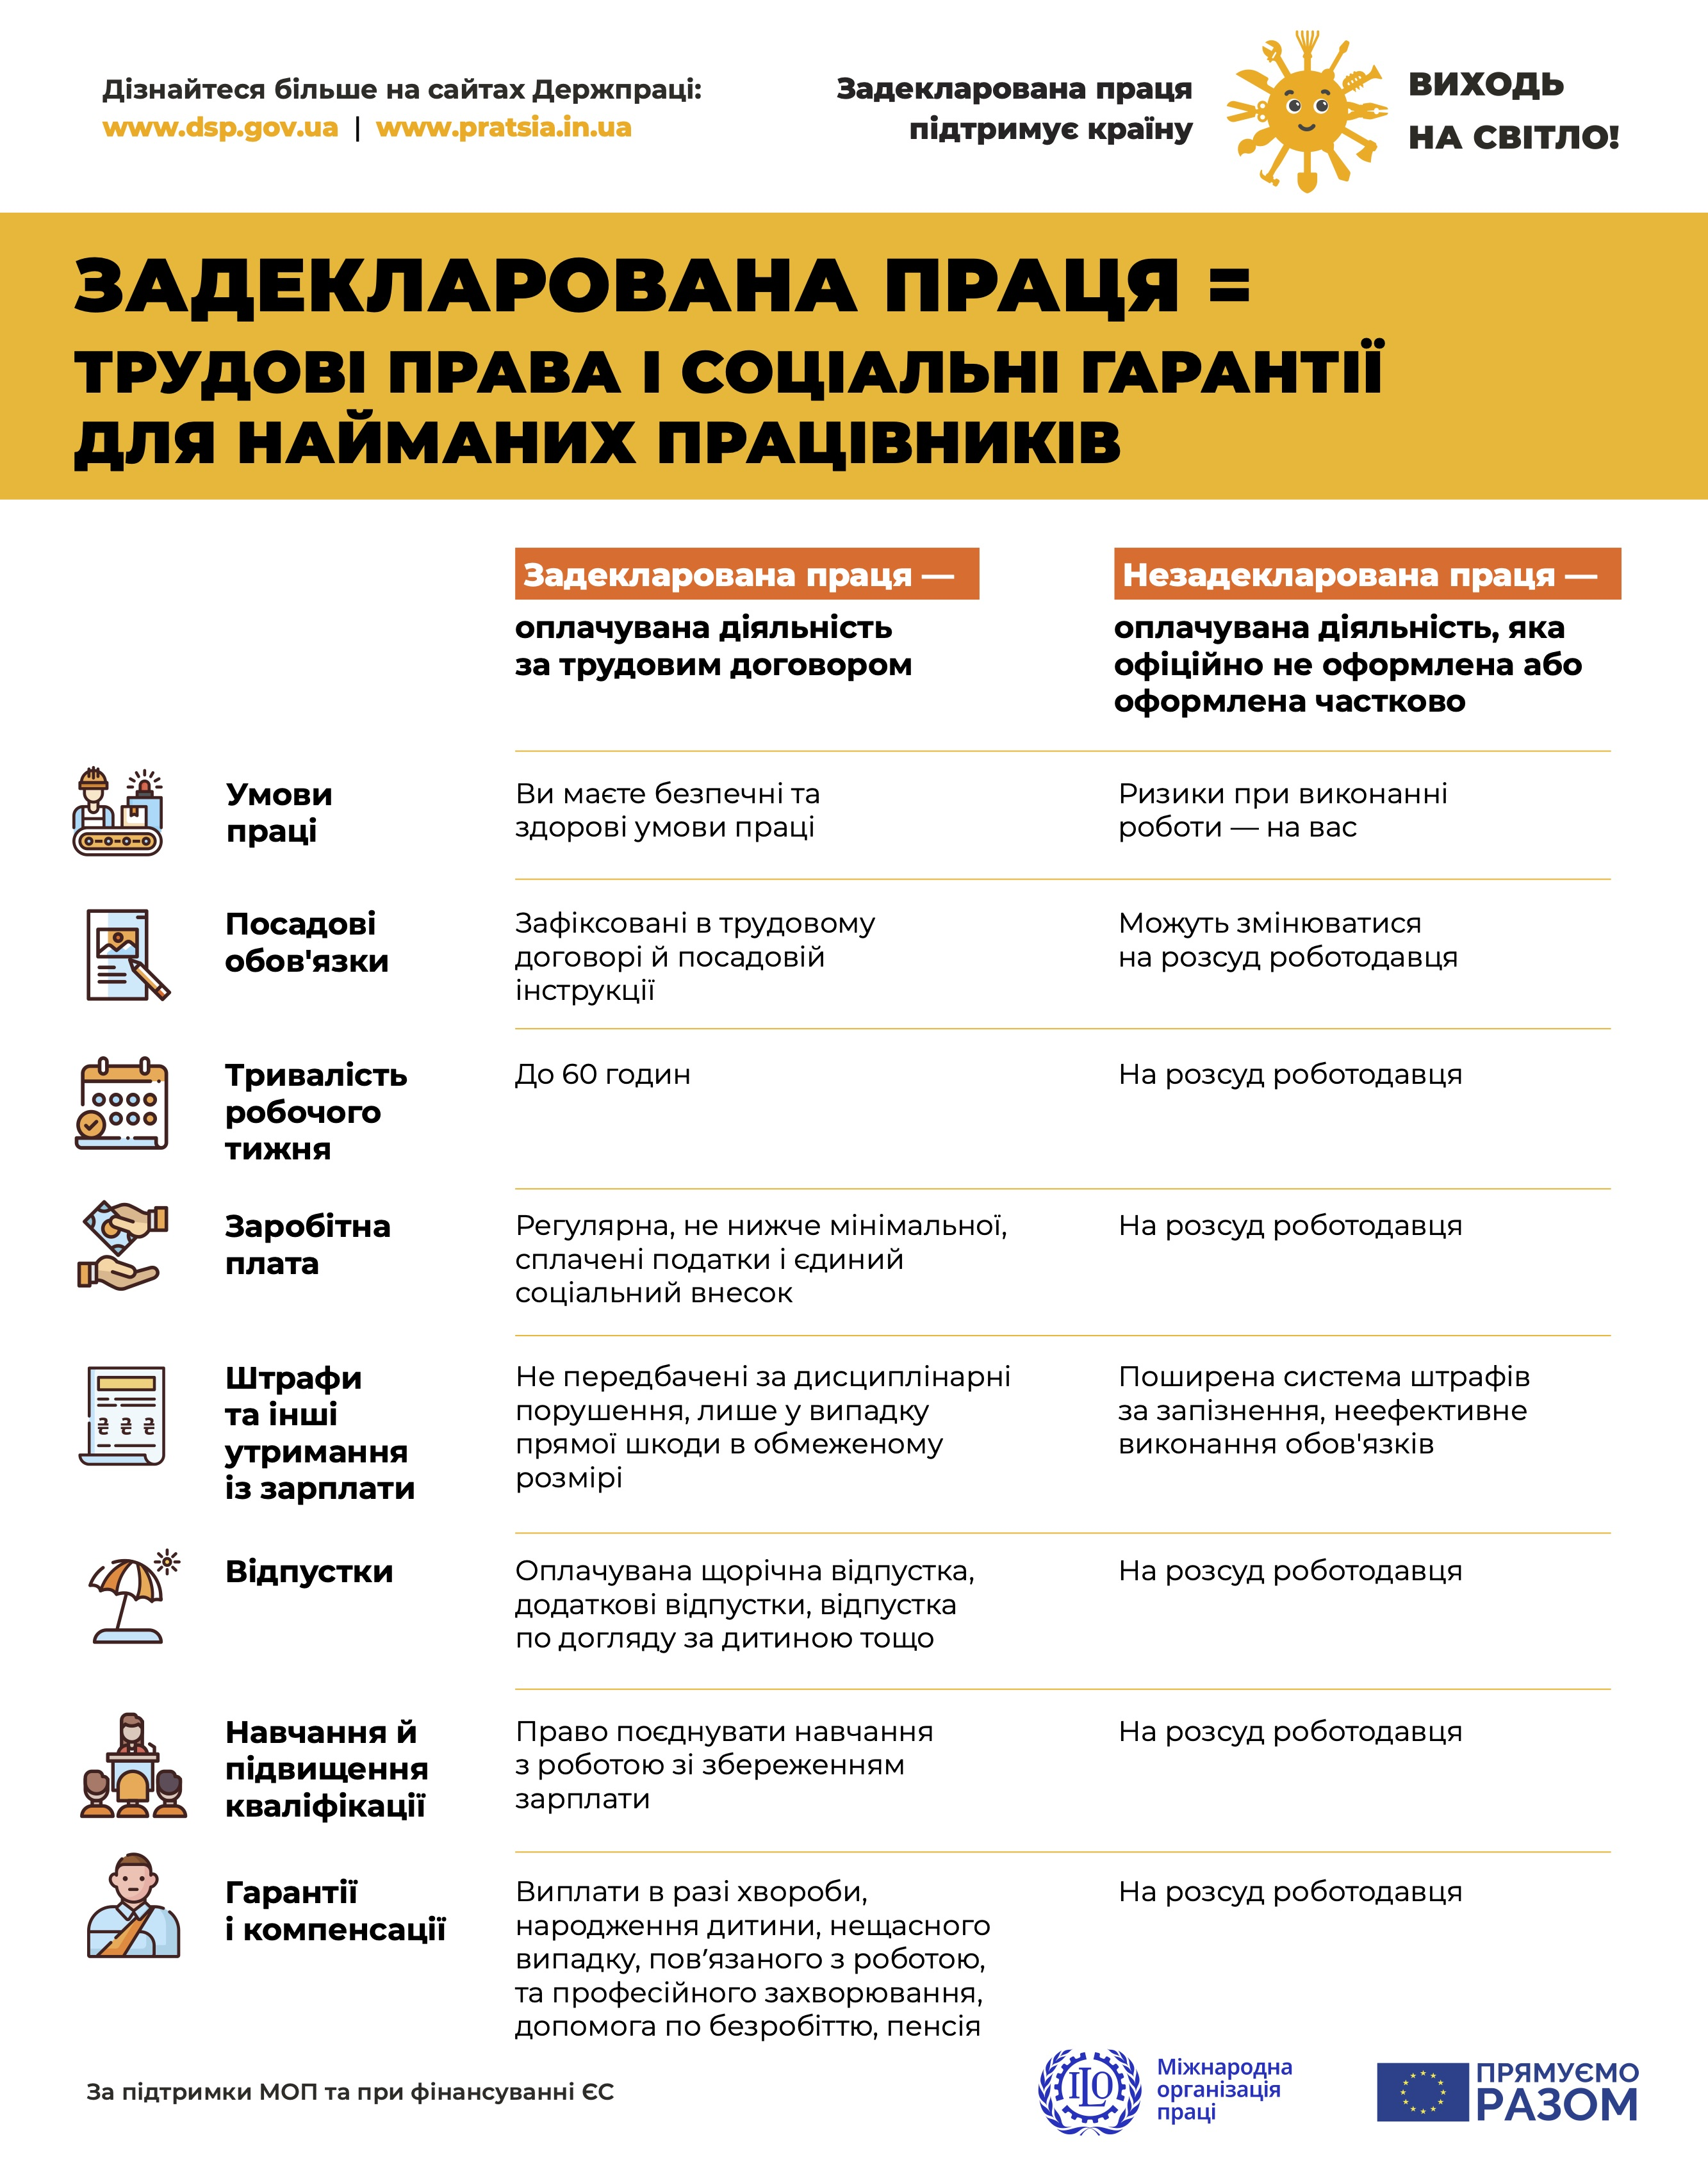 Дізнайтеся більше на сайтах Держпраці:
www.dsp.gov.ua | www.pratsia.in.ua
Задекларована праця
підтримує країну
ВИХОДЬ
НА СВІТЛО!
ЗАДЕКЛАРОВАНА ПРАЦЯ =
ТРУДОВІ ПРАВА І СОЦІАЛЬНІ ГАРАНТІЇ
ДЛЯ НАЙМАНИХ ПРАЦІВНИКІВ
Задекларована праця —
оплачувана діяльність
за трудовим договором
Незадекларована праця —
оплачувана діяльність, яка
офіційно не оформлена або
оформлена частково
Умови
праці
Ви маєте безпечні та
здорові умови праці
Ризики при виконанні
роботи — на вас
Посадові
обов'язки
Зафіксовані в трудовому
договорі й посадовій
інструкції
Можуть змінюватися
на розсуд роботодавця
Тривалість
робочого
тижня
До 60 годин
На розсуд роботодавця
Заробітна
плата
Регулярна, не нижче мінімальної,
сплачені податки і єдиний
соціальний внесок
На розсуд роботодавця
₴ ₴ ₴
Штрафи
та інші
утримання
із зарплати
Не передбачені за дисциплінарні
порушення, лише у випадку
прямої шкоди в обмеженому
розмірі
Поширена система штрафів
за запізнення, неефективне
виконання обов'язків
Відпустки
Оплачувана щорічна відпустка,
додаткові відпустки, відпустка
по догляду за дитиною тощо
На розсуд роботодавця
Навчання й
підвищення
кваліфікації
Право поєднувати навчання
з роботою зі збереженням
зарплати
На розсуд роботодавця
Гарантії
і компенсації
Виплати в разі хвороби,
народження дитини, нещасного
випадку, пов’язаного з роботою,
та професійного захворювання,
допомога по безробіттю, пенсія
На розсуд роботодавця
За підтримки МОП та при фінансуванні ЄС
ILO
Міжнародна
організація
праці
ПРЯМУЄМО
РАЗОМ